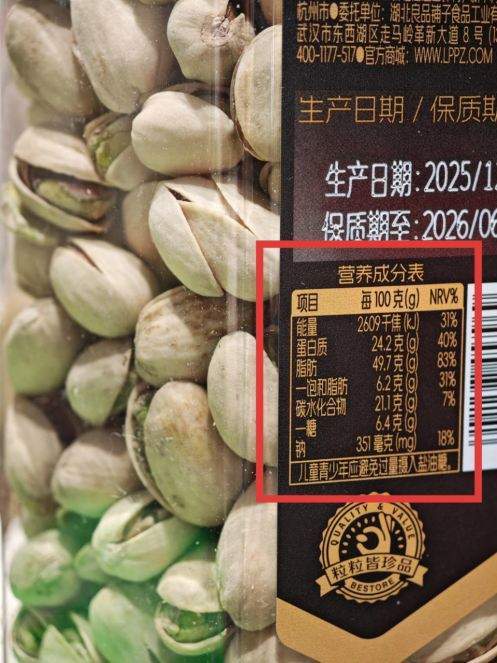 杭州市●委托单位：湖北良品铺子食品工业
武汉市东西湖区走马岭革新大道8号
400-1177-517●官方商城：WWW.LPPZ.COM
生产日期/保质期
生产日期：2025/1
保质期至：2026/0
营养成分表
项目 每100克(g) NRV%
能量 2609千焦(kJ) 31%
蛋白质 24.2克(g) 40%
脂肪 49.7克(g) 83%
—饱和脂肪 6.2克(g) 31%
碳水化合物 21.1克(g) 7%
—糖 6.4克(g)
钠 351毫克(mg) 18%
儿童青少年应避免过量摄入盐油糖。
QUALITY & VALUE
粒粒皆珍品
BESTORE